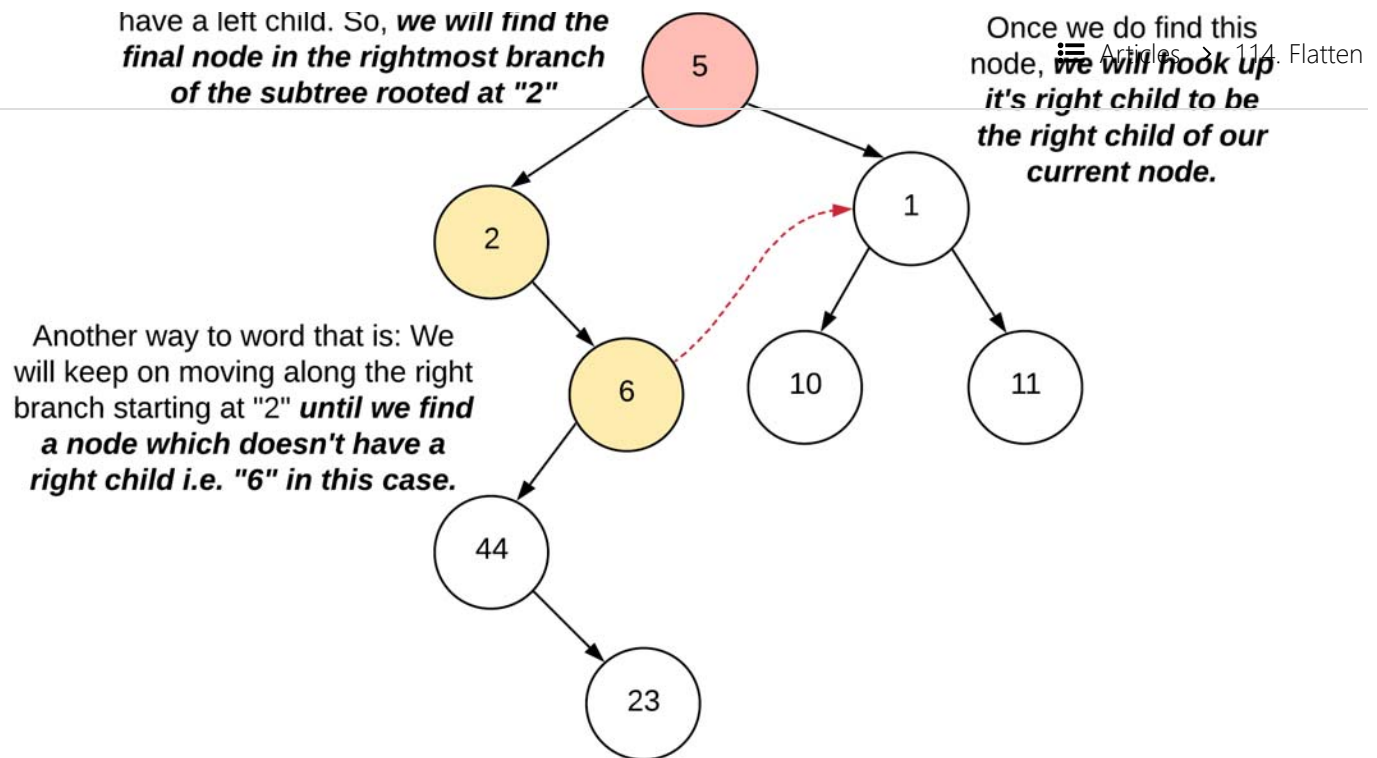 have a left child. So, we will find the
final node in the rightmost branch
of the subtree rooted at "2"
5
Once we do find this
node, we will hook up
it's right child to be
the right child of our
current node.
Articles > 114. Flatten
2
1
Another way to word that is: We
will keep on moving along the right
branch starting at "2" until we find
a node which doesn't have a
right child i.e. "6" in this case.
6
10
11
44
23